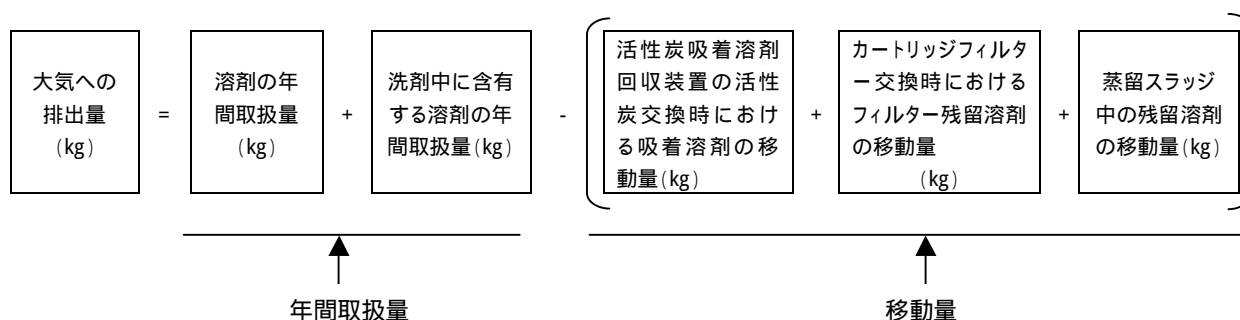 大気への
排出量
(kg)
=
溶剤の年
間取扱量
(kg)
+
洗剤中に含有
する溶剤の年
間取扱量(kg)
-
活性炭吸着溶剤
回収装置の活性
炭交換時におけ
る吸着溶剤の移
動量(kg)
+
カートリッジフィルタ
ー交換時における
フィルター残留溶剤
の移動量
(kg)
+
蒸留スラッジ
中の残留溶剤
の移動量(kg)
年間取扱量
移動量